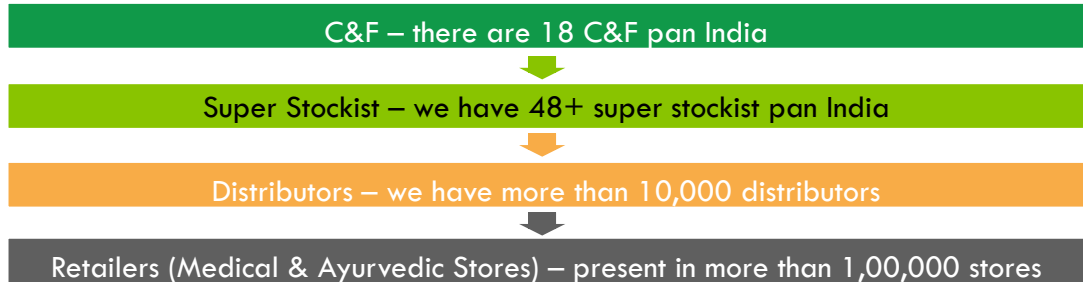 C&F – there are 18 C&F pan India
Super Stockist – we have 48+ super stockist pan India
Distributors – we have more than 10,000 distributors
Retailers (Medical & Ayurvedic Stores) – present in more than 1,00,000 stores